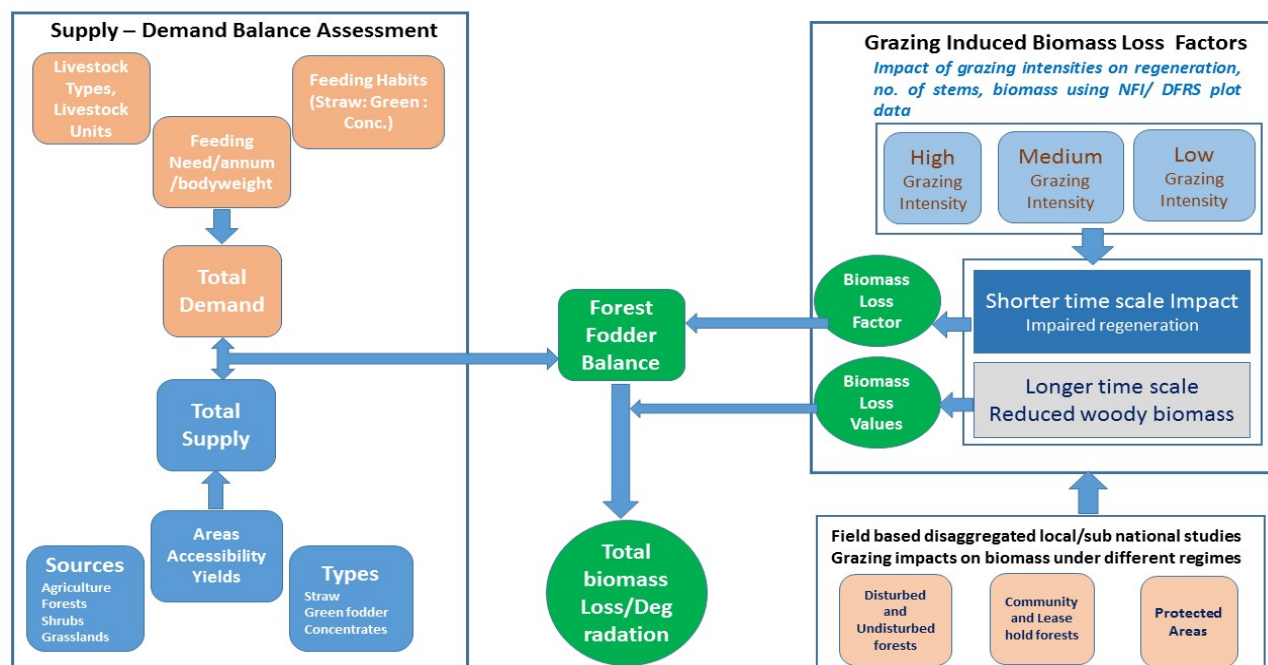 Supply – Demand Balance Assessment
Livestock
Types,
Livestock
Units
Feeding Habits
(Straw: Green :
Conc.)
Feeding
Need/annum
/bodyweight
Total
Demand
Total
Supply
Areas
Accessibility
Yields
Sources
Agriculture
Forests
Shrubs
Grasslands
Types
Straw
Green fodder
Concentrates
Forest
Fodder
Balance
Total
biomass
Loss/Deg
radation
Grazing Induced Biomass Loss Factors
Impact of grazing intensities on regeneration,
no. of stems, biomass using NFI/ DFRS plot
data
High
Grazing
Intensity
Medium
Grazing
Intensity
Low
Grazing
Intensity
Biomass
Loss
Factor
Shorter time scale Impact
Impaired regeneration
Biomass
Loss
Values
Longer time scale
Reduced woody biomass
Field based disaggregated local/sub national studies
Grazing impacts on biomass under different regimes
Disturbed
and
Undisturbed
forests
Community
and Lease
hold forests
Protected
Areas